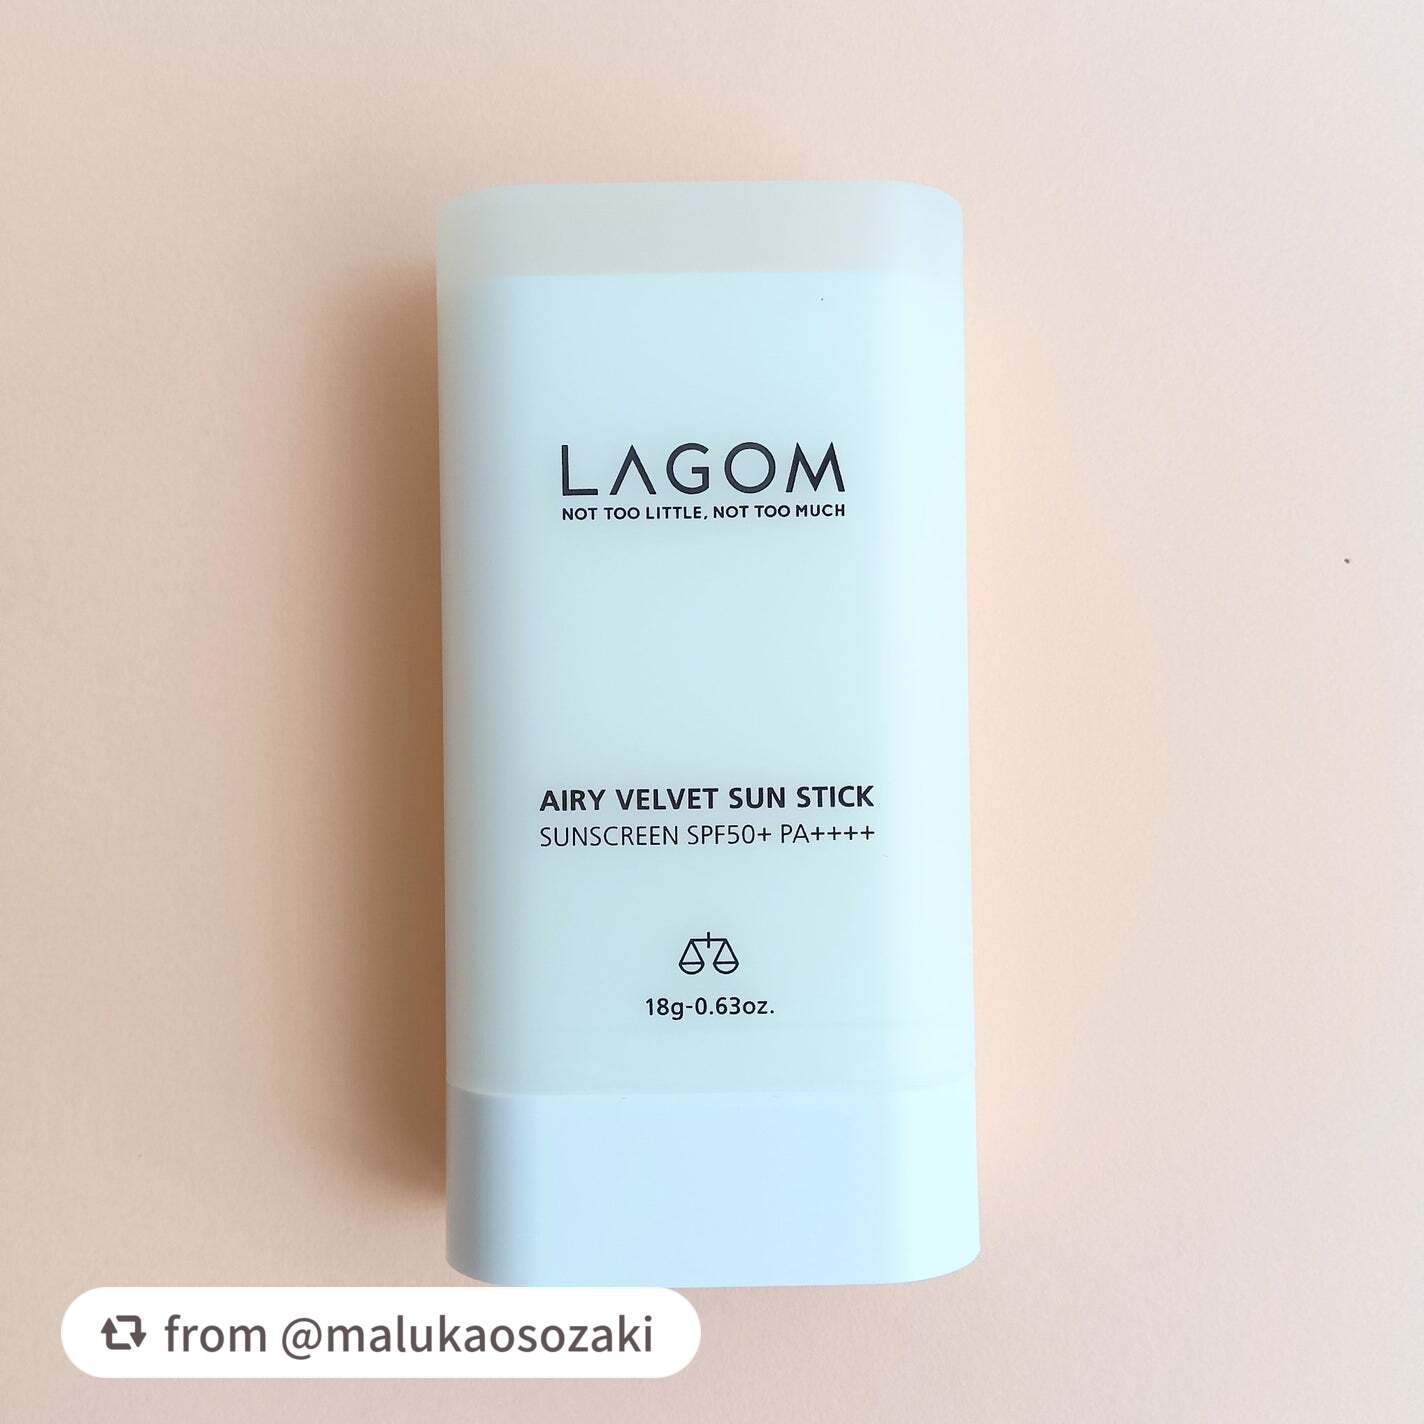 LAGOM
NOT TOO LITTLE, NOT TOO MUCH
AIRY VELVET SUN STICK
SUNSCREEN SPF50+ PA++++
18g-0.63oz.
from @malukaosozaki